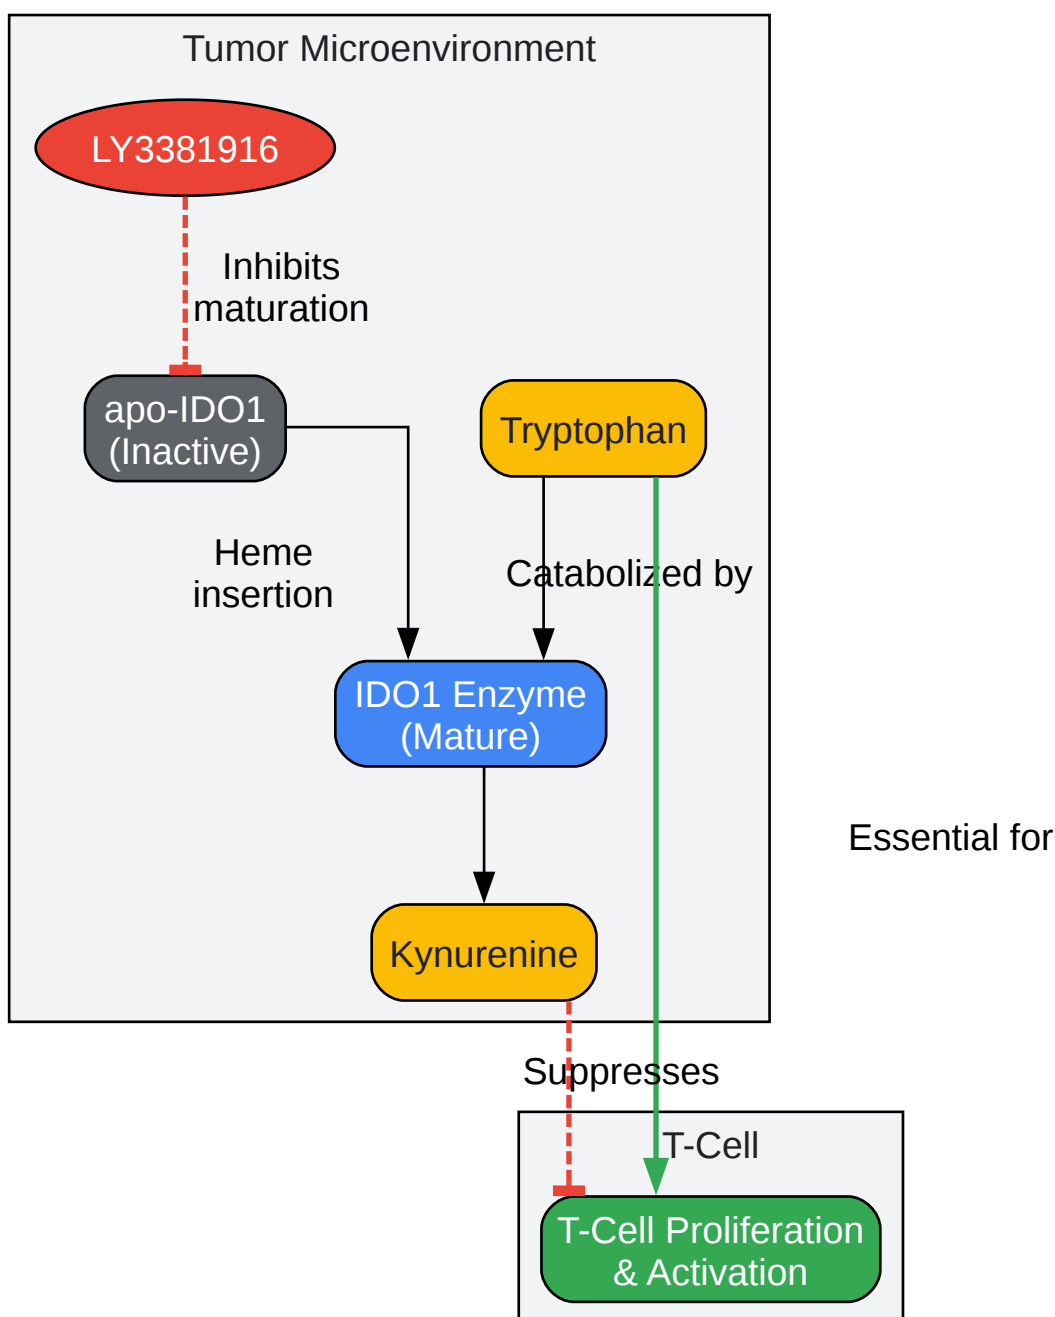 Tumor Microenvironment
LY3381916
Inhibits
maturation
apo-IDO1
(Inactive)
Tryptophan
Heme
insertion
Catabolized by
IDO1 Enzyme
(Mature)
Essential for
Kynurenine
Suppresses
T-Cell
T-Cell Proliferation
& Activation